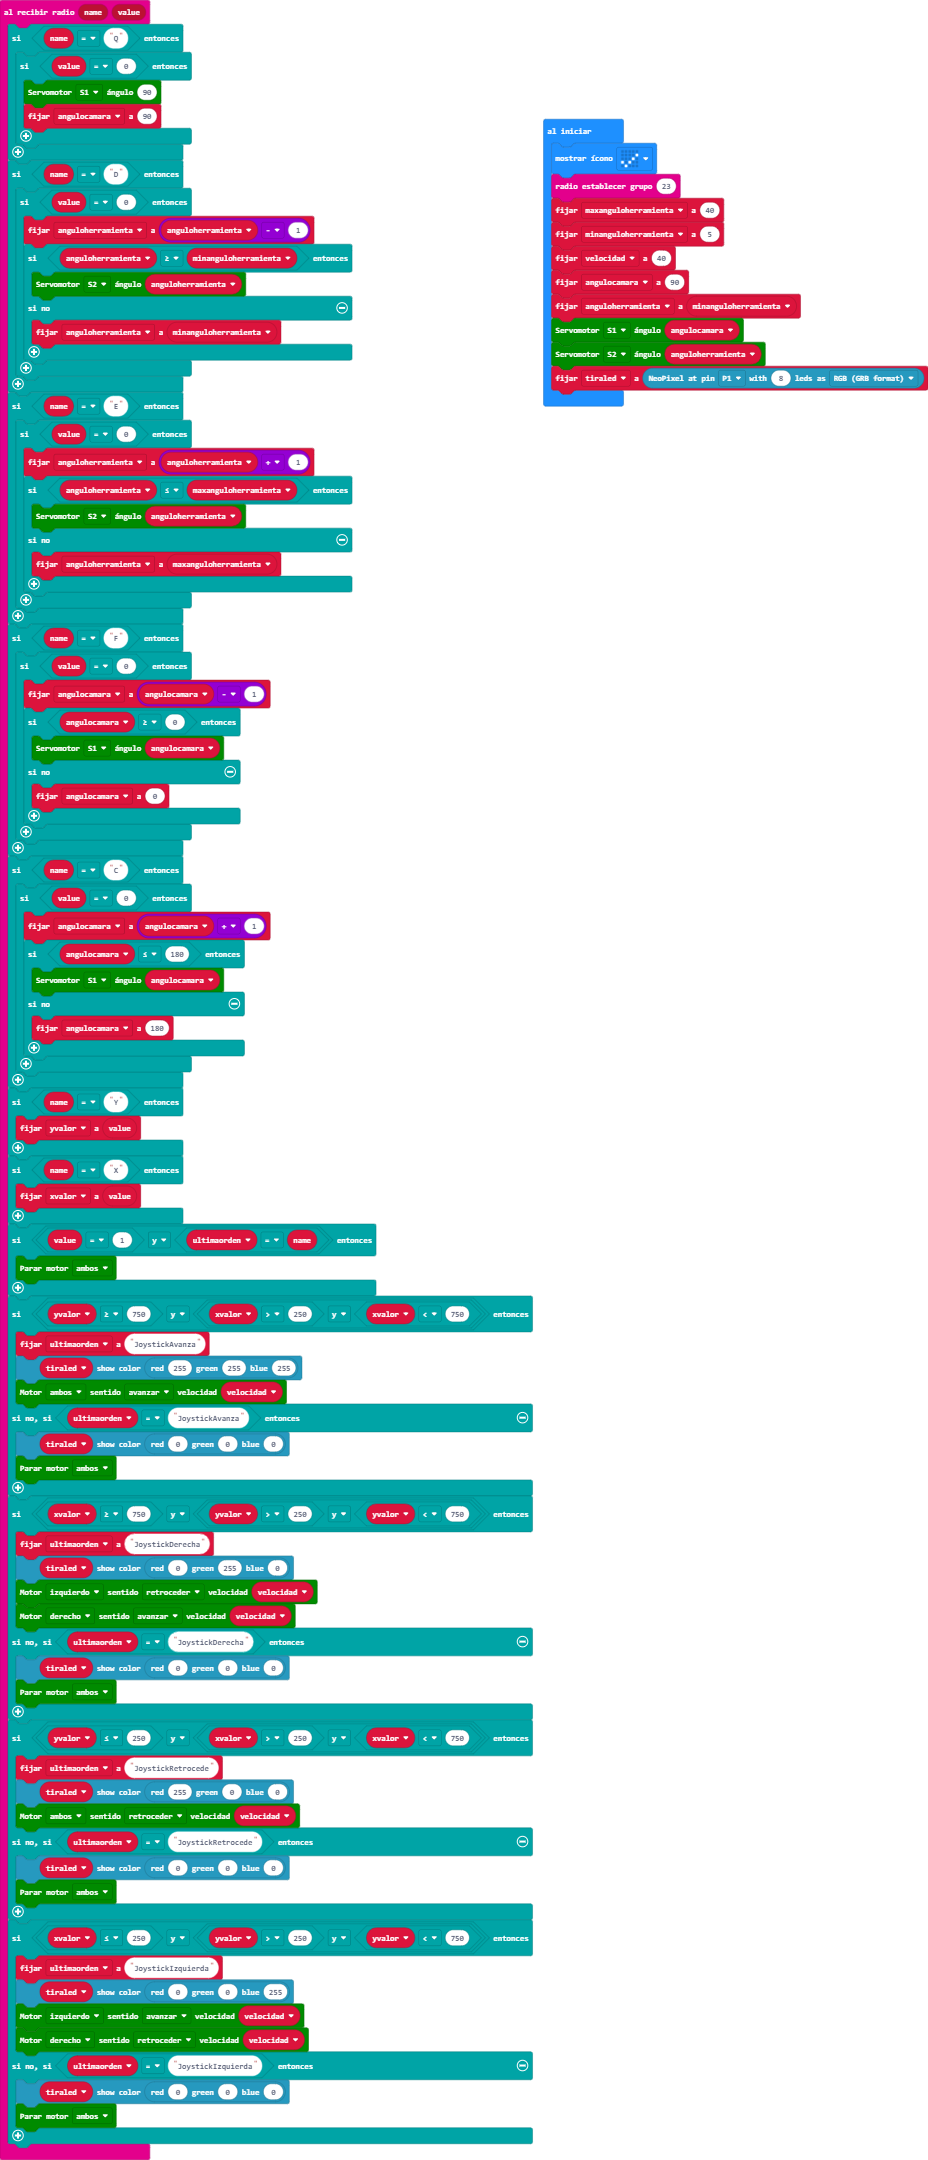 al recibir radio name value
si name = "Q" entonces
si value = 0 entonces
Servomotor S1 ángulo 90
fijar angulocamara a 90
si name = "D" entonces
si value = 0 entonces
fijar anguloherramienta a anguloherramienta - 1
si anguloherramienta ≥ minanguloherramienta entonces
Servomotor S2 ángulo anguloherramienta
si no
fijar anguloherramienta a minanguloherramienta
si name = "E" entonces
si value = 0 entonces
fijar anguloherramienta a anguloherramienta + 1
si anguloherramienta ≤ maxanguloherramienta entonces
Servomotor S2 ángulo anguloherramienta
si no
fijar anguloherramienta a maxanguloherramienta
si name = "F" entonces
si value = 0 entonces
fijar angulocamara a angulocamara - 1
si angulocamara ≥ 0 entonces
Servomotor S1 ángulo angulocamara
si no
fijar angulocamara a 0
si name = "C" entonces
si value = 0 entonces
fijar angulocamara a angulocamara + 1
si angulocamara ≤ 180 entonces
Servomotor S1 ángulo angulocamara
si no
fijar angulocamara a 180
si name = "Y" entonces
fijar yvalor a value
si name = "X" entonces
fijar xvalor a value
si value = 1 y ultimaorden = name entonces
Parar motor ambos
si yvalor ≥ 750 y xvalor > 250 y xvalor < 750 entonces
fijar ultimaorden a "JoystickAvanza"
tiraled show color red 255 green 255 blue 255
Motor ambos sentido avanzar velocidad velocidad
si no, si ultimaorden = "JoystickAvanza" entonces
tiraled show color red 0 green 0 blue 0
Parar motor ambos
si xvalor ≥ 750 y yvalor > 250 y yvalor < 750 entonces
fijar ultimaorden a "JoystickDerecha"
tiraled show color red 0 green 255 blue 0
Motor izquierdo sentido retroceder velocidad velocidad
Motor derecho sentido avanzar velocidad velocidad
si no, si ultimaorden = "JoystickDerecha" entonces
tiraled show color red 0 green 0 blue 0
Parar motor ambos
si yvalor ≤ 250 y xvalor > 250 y xvalor < 750 entonces
fijar ultimaorden a "JoystickRetrocede"
tiraled show color red 255 green 0 blue 0
Motor ambos sentido retroceder velocidad velocidad
si no, si ultimaorden = "JoystickRetrocede" entonces
tiraled show color red 0 green 0 blue 0
Parar motor ambos
si xvalor ≤ 250 y yvalor > 250 y yvalor < 750 entonces
fijar ultimaorden a "JoystickIzquierda"
tiraled show color red 0 green 0 blue 255
Motor izquierdo sentido avanzar velocidad velocidad
Motor derecho sentido retroceder velocidad velocidad
si no, si ultimaorden = "JoystickIzquierda" entonces
tiraled show color red 0 green 0 blue 0
Parar motor ambos
al iniciar
mostrar ícono
radio establecer grupo 23
fijar maxanguloherramienta a 40
fijar minanguloherramienta a 5
fijar velocidad a 40
fijar angulocamara a 90
fijar anguloherramienta a minanguloherramienta
Servomotor S1 ángulo angulocamara
Servomotor S2 ángulo anguloherramienta
fijar tiraled a NeoPixel at pin P1 with 8 leds as RGB (GRB format)